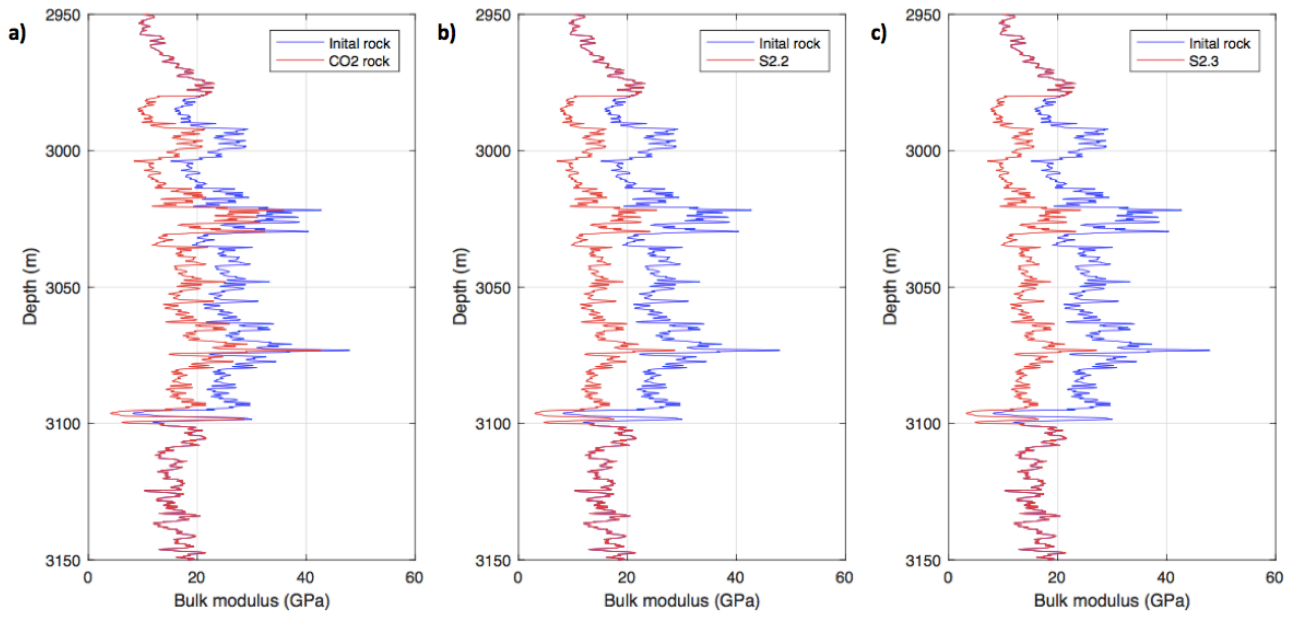 a)
2950
3000
3050
3100
3150
Depth (m)
0 20 40 60
Bulk modulus (GPa)
Inital rock
CO2 rock
b)
2950
3000
3050
3100
3150
Depth (m)
0 20 40 60
Bulk modulus (GPa)
Inital rock
S2.2
c)
2950
3000
3050
3100
3150
Depth (m)
0 20 40 60
Bulk modulus (GPa)
Inital rock
S2.3